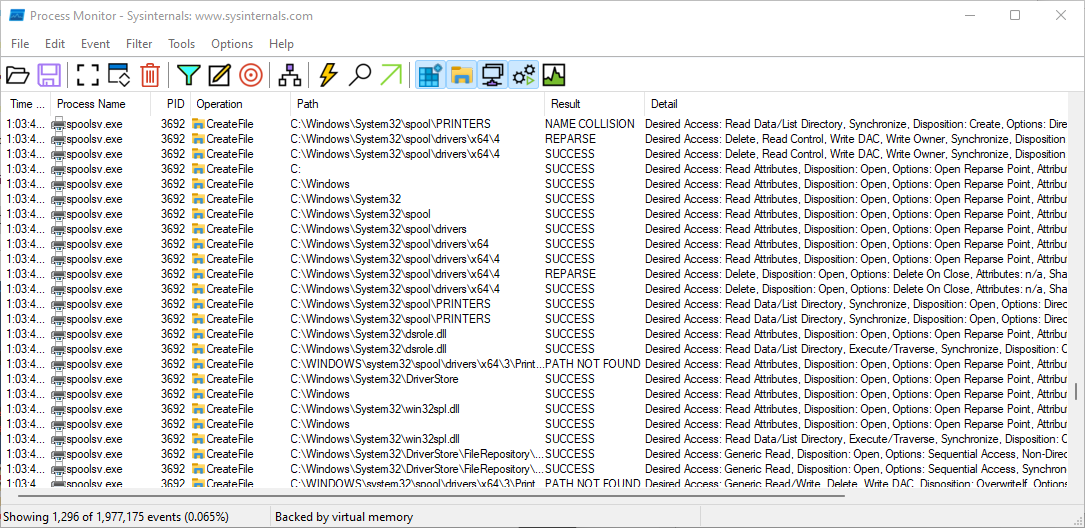 Process Monitor - Sysinternals: www.sysinternals.com
File Edit Event Filter Tools Options Help
Time ... Process Name PID Operation Path Result Detail
1:03:4... spoolsv.exe 3692 CreateFile C:\Windows\System32\spool\PRINTERS NAME COLLISION Desired Access: Read Data/List Directory, Synchronize, Disposition: Create, Options: Dire
1:03:4... spoolsv.exe 3692 CreateFile C:\Windows\System32\spool\drivers\x64\4 REPARSE Desired Access: Delete, Read Control, Write DAC, Write Owner, Synchronize, Disposition
1:03:4... spoolsv.exe 3692 CreateFile C:\Windows\System32\spool\drivers\x64\4 SUCCESS Desired Access: Read Control, Write DAC, Write Owner, Synchronize, Disposition
1:03:4... spoolsv.exe 3692 CreateFile C: SUCCESS Desired Access: Read Attributes, Disposition: Open, Options: Open Reparse Point, Attribut
1:03:4... spoolsv.exe 3692 CreateFile C:\Windows SUCCESS Desired Access: Read Attributes, Disposition: Open, Options: Open Reparse Point, Attribut
1:03:4... spoolsv.exe 3692 CreateFile C:\Windows\System32 SUCCESS Desired Access: Read Attributes, Disposition: Open, Options: Open Reparse Point, Attribut
1:03:4... spoolsv.exe 3692 CreateFile C:\Windows\System32\spool SUCCESS Desired Access: Read Attributes, Disposition: Open, Options: Open Reparse Point, Attribut
1:03:4... spoolsv.exe 3692 CreateFile C:\Windows\System32\spool\drivers SUCCESS Desired Access: Read Attributes, Disposition: Open, Options: Open Reparse Point, Attribut
1:03:4... spoolsv.exe 3692 CreateFile C:\Windows\System32\spool\drivers\x64 SUCCESS Desired Access: Read Attributes, Disposition: Open, Options: Open Reparse Point, Attribut
1:03:4... spoolsv.exe 3692 CreateFile C:\Windows\System32\spool\drivers\x64\4 SUCCESS Desired Access: Read Attributes, Disposition: Open, Options: Open Reparse Point, Attribut
1:03:4... spoolsv.exe 3692 CreateFile C:\Windows\System32\spool\drivers\x64\4 REPARSE Desired Access: Delete, Disposition: Open, Options: Delete On Close, Attributes: n/a, Sha
1:03:4... spoolsv.exe 3692 CreateFile C:\Windows\System32\spool\drivers\x64\4 SUCCESS Desired Access: Delete, Disposition: Open, Options: Delete On Close, Attributes: n/a, Sha
1:03:4... spoolsv.exe 3692 CreateFile C:\Windows\System32\spool\PRINTERS SUCCESS Desired Access: Read Data/List Directory, Synchronize, Disposition: Open, Options: Direc
1:03:4... spoolsv.exe 3692 CreateFile C:\Windows\System32\spool\PRINTERS SUCCESS Desired Access: Read Data/List Directory, Synchronize, Disposition: Open, Options: Direc
1:03:4... spoolsv.exe 3692 CreateFile C:\Windows\System32\dsrole.dll SUCCESS Desired Access: Read Attributes, Disposition: Open, Options: Open Reparse Point, Attribut
1:03:4... spoolsv.exe 3692 CreateFile C:\Windows\System32\dsrole.dll SUCCESS Desired Access: Read Data/List Directory, Execute/Traverse, Synchronize, Disposition: O
1:03:4... spoolsv.exe 3692 CreateFile C:\WINDOWS\system32\spool\drivers\x64\3\Print... PATH NOT FOUND Desired Access: Read Attributes, Disposition: Open, Options: Open Reparse Point, Attribut
1:03:4... spoolsv.exe 3692 CreateFile C:\Windows\System32\DriverStore SUCCESS Desired Access: Read Attributes, Disposition: Open, Options: Open Reparse Point, Attribut
1:03:4... spoolsv.exe 3692 CreateFile C:\Windows SUCCESS Desired Access: Read Attributes, Disposition: Open, Options: Open Reparse Point, Attribut
1:03:4... spoolsv.exe 3692 CreateFile C:\Windows\System32\win32spl.dll SUCCESS Desired Access: Read Attributes, Disposition: Open, Options: Open Reparse Point, Attribut
1:03:4... spoolsv.exe 3692 CreateFile C:\Windows SUCCESS Desired Access: Read Attributes, Disposition: Open, Options: Open Reparse Point, Attribut
1:03:4... spoolsv.exe 3692 CreateFile C:\Windows\System32\win32spl.dll SUCCESS Desired Access: Read Data/List Directory, Execute/Traverse, Synchronize, Disposition: O
1:03:4... spoolsv.exe 3692 CreateFile C:\Windows\System32\DriverStore\FileRepository\... SUCCESS Desired Access: Generic Read, Disposition: Open, Options: Sequential Access, Non-Direc
1:03:4... spoolsv.exe 3692 CreateFile C:\Windows\System32\DriverStore\FileRepository\... SUCCESS Desired Access: Read Attributes, Disposition: Open, Options: Sequential Access, Synchron
1:03:4 spoolsv.exe 3692 CreateFile C:\WINDOWS\system32\spool\drivers\x64\3\Print PATH NOT FOUND Desired Access: Generic Read/Write, Delete, Write DAC, Disposition: OverwriteIf, Options
Showing 1,296 of 1,977,175 events (0.065%) Backed by virtual memory